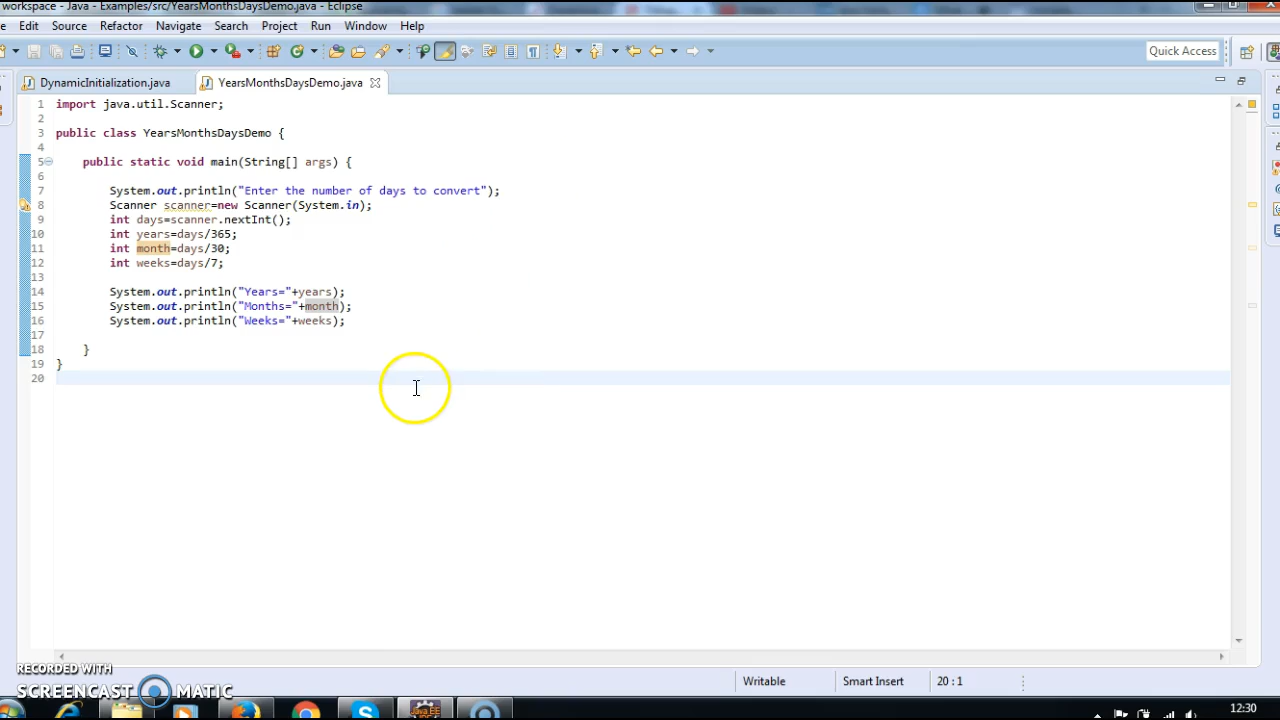 workspace - Java - Examples/src/YearsMonthsDaysDemo.java - Eclipse
Edit Source Refactor Navigate Search Project Run Window Help
Quick Access
DynamicInitialization.java YearsMonthsDaysDemo.java
1 import java.util.Scanner;
2
3 public class YearsMonthsDaysDemo {
4
5 public static void main(String[] args) {
6
7 System.out.println("Enter the number of days to convert");
8 Scanner scanner=new Scanner(System.in);
9 int days=scanner.nextInt();
10 int years=days/365;
11 int month=days/30;
12 int weeks=days/7;
13
14 System.out.println("Years="+years);
15 System.out.println("Months="+month);
16 System.out.println("Weeks="+weeks);
17
18 }
19 }
20
RECORDED WITH
SCREENCAST MATIC
Writable Smart Insert 20 : 1
Java EE
12:30